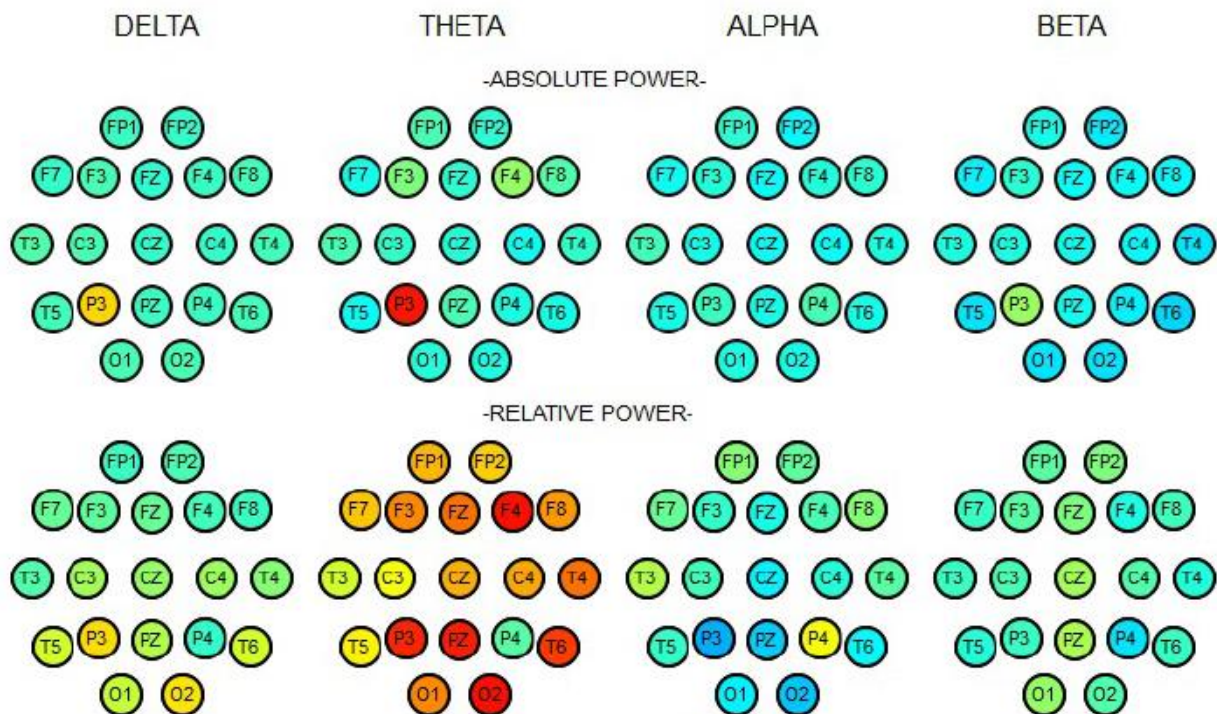 DELTA THETA ALPHA BETA
-ABSOLUTE POWER-
FP1 FP2 FP1 FP2 FP1 FP2 FP1 FP2
F7 F3 FZ F4 F8 F7 F3 FZ F4 F8 F7 F3 FZ F4 F8 F7 F3 FZ F4 F8
T3 C3 CZ C4 T4 T3 C3 CZ C4 T4 T3 C3 CZ C4 T4 T3 C3 CZ C4 T4
T5 P3 PZ P4 T6 T5 P3 PZ P4 T6 T5 P3 PZ P4 T6 T5 P3 PZ P4 T6
O1 O2 O1 O2 O1 O2 O1 O2
-RELATIVE POWER-
FP1 FP2 FP1 FP2 FP1 FP2 FP1 FP2
F7 F3 FZ F4 F8 F7 F3 FZ F4 F8 F7 F3 FZ F4 F8 F7 F3 FZ F4 F8
T3 C3 CZ C4 T4 T3 C3 CZ C4 T4 T3 C3 CZ C4 T4 T3 C3 CZ C4 T4
T5 P3 PZ P4 T6 T5 P3 PZ P4 T6 T5 P3 PZ P4 T6 T5 P3 PZ P4 T6
O1 O2 O1 O2 O1 O2 O1 O2